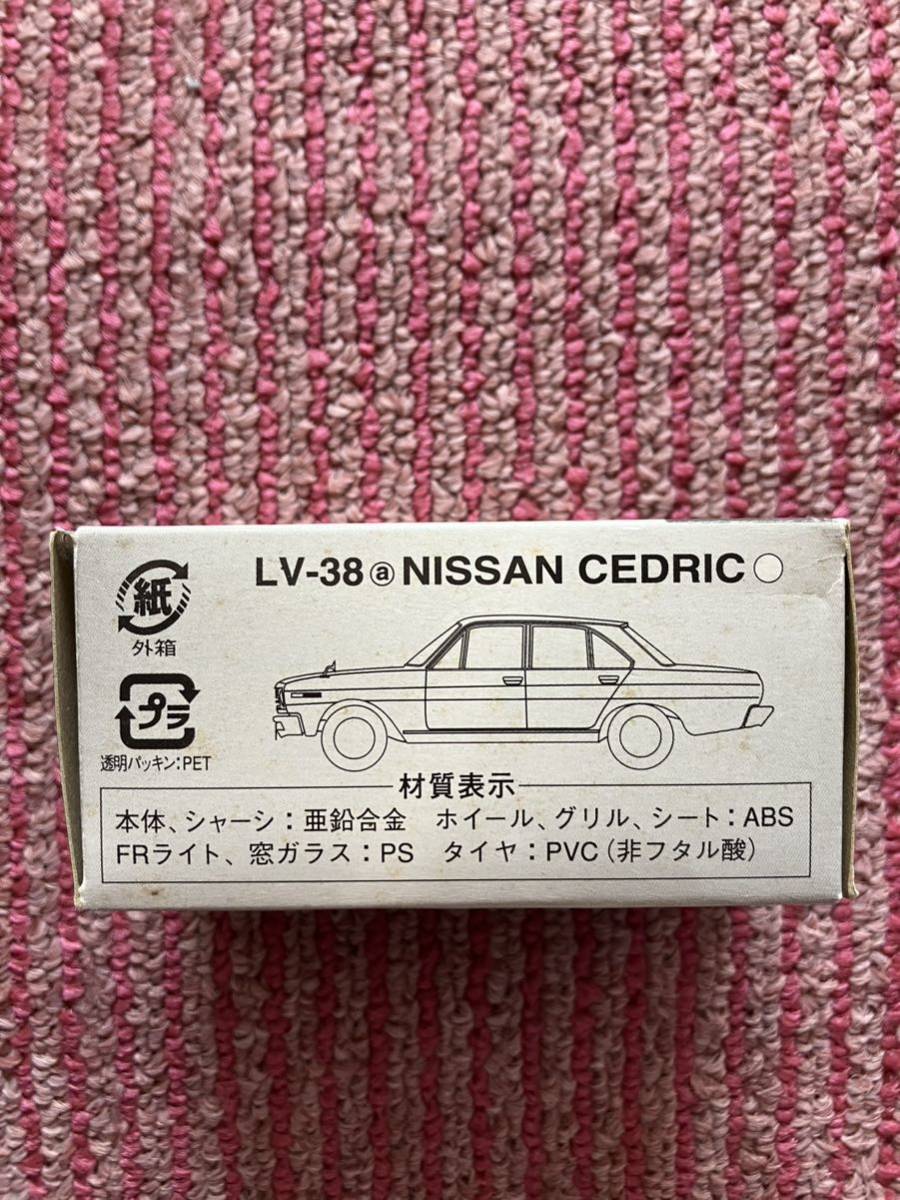 LV-38ⓐNISSAN CEDRIC○
紙
外箱
プラ
透明パッキン:PET
材質表示
本体、シャーシ:亜鉛合金 ホイール、グリル、シート:ABS
FRライト、窓ガラス:PS タイヤ:PVC(非フタル酸)